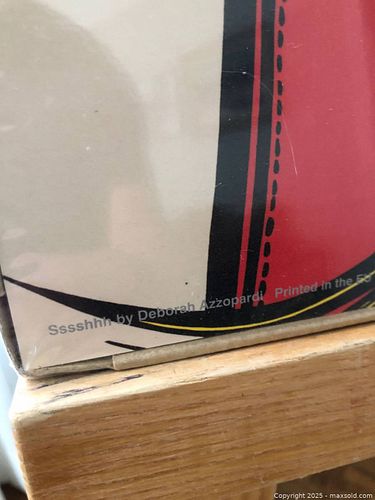 Sssshhh by Deborah Azzopardi Printed in the
Copyright 2025 - maxsold.com